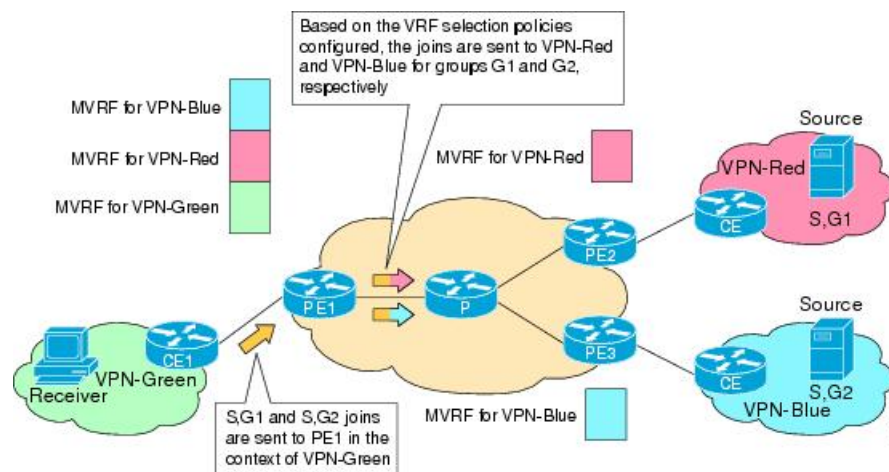 Based on the VRF selection policies
configured, the joins are sent to VPN-Red
and VPN-Blue for groups G1 and G2,
respectively
MVRF for VPN-Blue
MVRF for VPN-Red
MVRF for VPN-Green
MVRF for VPN-Red
Source
VPN-Red
CE
S,G1
PE2
PE1
P
CE1
VPN-Green
Receiver
PE3
Source
CE
S,G2
VPN-Blue
MVRF for VPN-Blue
S,G1 and S,G2 joins
are sent to PE1 in the
context of VPN-Green